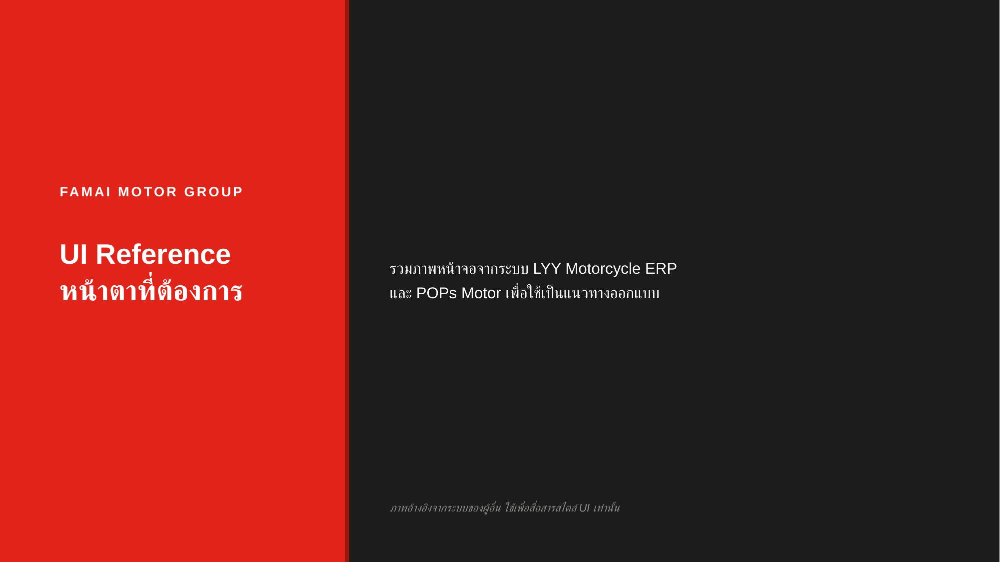 FAMAI MOTOR GROUP
UI Reference
หน้าตาที่ต้องการ
รวมภาพหน้าจอจากระบบ LYY Motorcycle ERP
และ POPs Motor เพื่อใช้เป็นแนวทางออกแบบ
ภาพอ้างอิงจากระบบของผู้อื่น ใช้เพื่อสื่อสารสไตล์ UI เท่านั้น